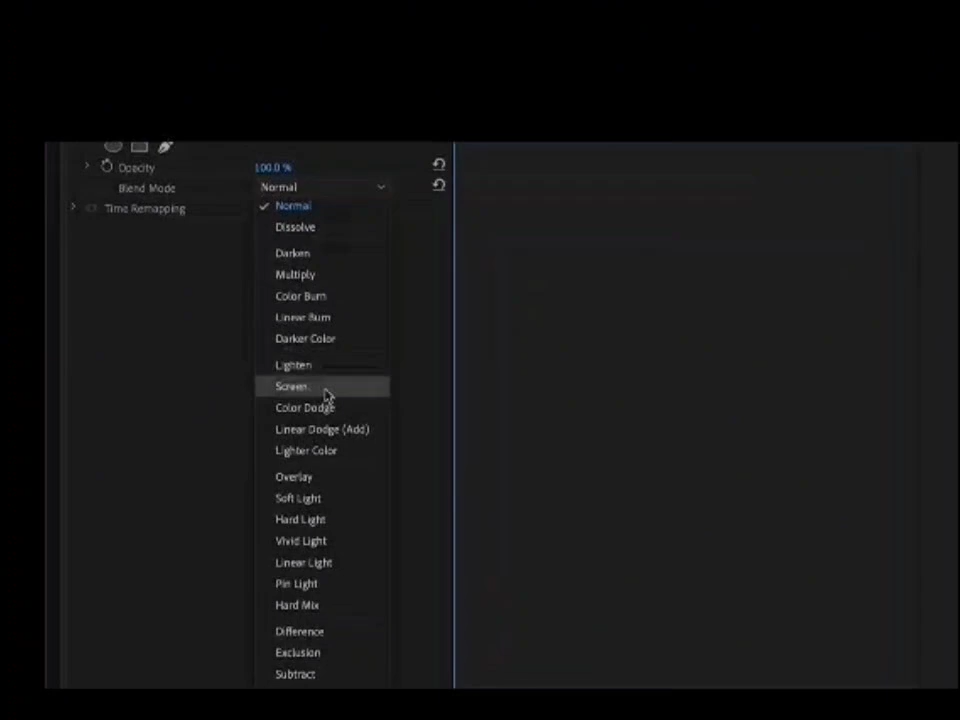 Opacity 100.0 %
Blend Mode Normal
Time Remapping
Normal
Dissolve
Darken
Multiply
Color Burn
Linear Burn
Darker Color
Lighten
Screen
Color Dodge
Linear Dodge (Add)
Lighter Color
Overlay
Soft Light
Hard Light
Vivid Light
Linear Light
Pin Light
Hard Mix
Difference
Exclusion
Subtract